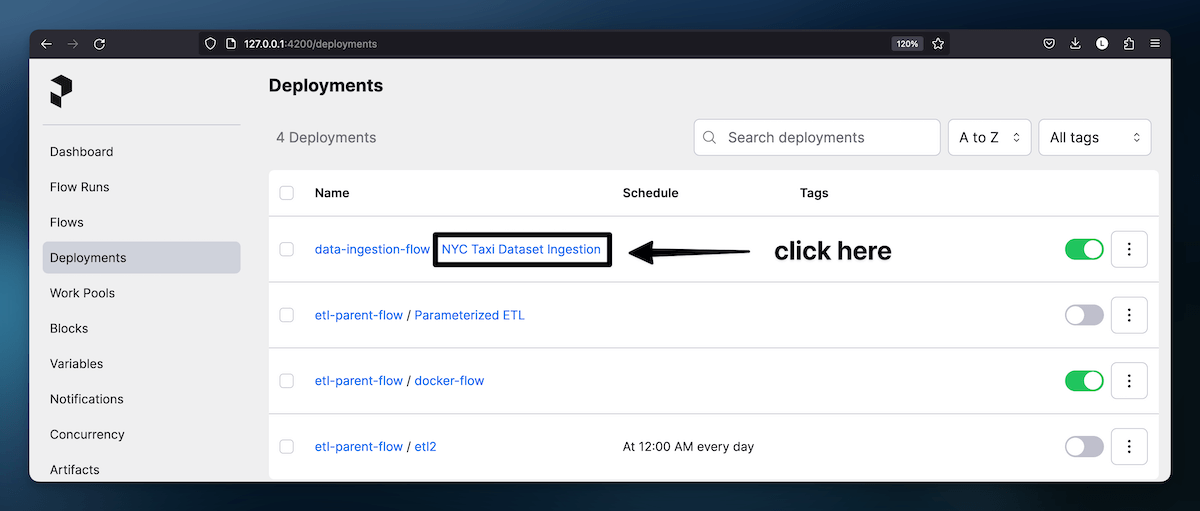 127.0.0.1:4200/deployments 120% L
Deployments
4 Deployments Search deployments A to Z All tags
Dashboard
Flow Runs
Flows
Deployments
Work Pools
Blocks
Variables
Notifications
Concurrency
Artifacts
Name Schedule Tags
data-ingestion-flow NYC Taxi Dataset Ingestion click here
etl-parent-flow / Parameterized ETL
etl-parent-flow / docker-flow
etl-parent-flow / etl2 At 12:00 AM every day